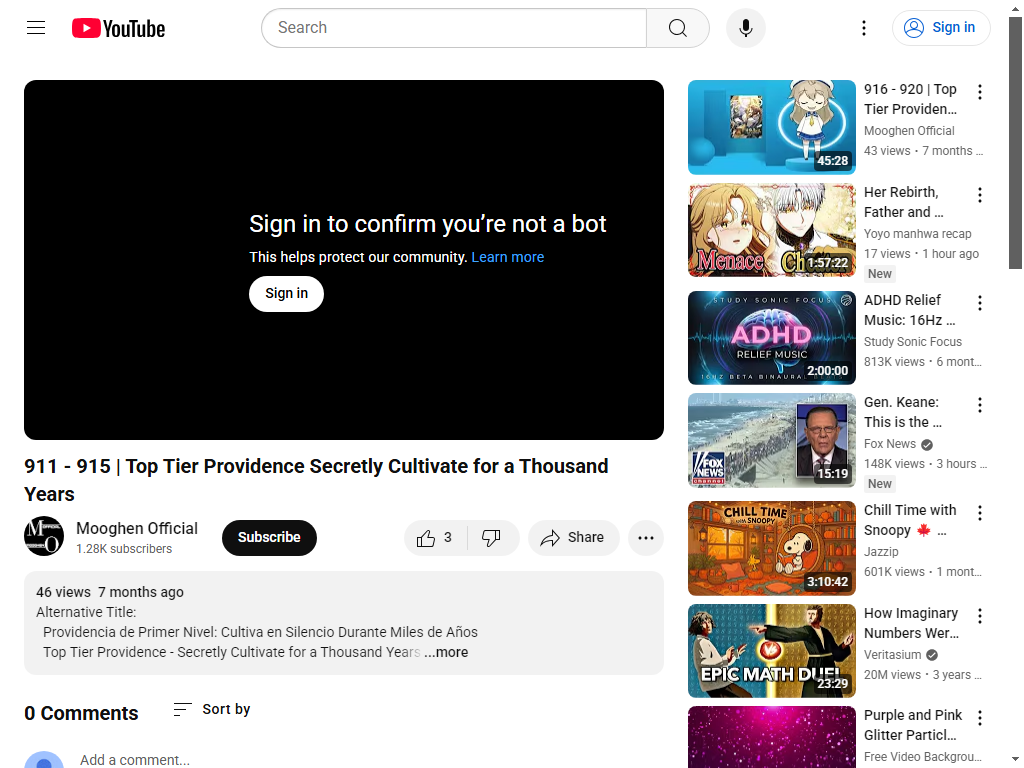 YouTube
Search
Sign in
Sign in to confirm you’re not a bot
This helps protect our community. Learn more
Sign in
911 - 915 | Top Tier Providence Secretly Cultivate for a Thousand
Years
Mooghen Official
1.28K subscribers
Subscribe
3
Share
46 views 7 months ago
Alternative Title:
Providencia de Primer Nivel: Cultiva en Silencio Durante Miles de Años
Top Tier Providence - Secretly Cultivate for a Thousand Years ...more
0 Comments
Sort by
Add a comment...
45:28
916 - 920 | Top
Tier Providen...
Mooghen Official
43 views • 7 months ...
Menace
1:57:22
Her Rebirth,
Father and ...
Yoyo manhwa recap
17 views • 1 hour ago
New
STUDY SONIC FOCUS
ADHD
RELIEF MUSIC
2:00:00
ADHD Relief
Music: 16Hz ...
Study Sonic Focus
813K views • 6 mont...
FOX
NEWS
channel
15:19
Gen. Keane:
This is the ...
Fox News
148K views • 3 hours ...
New
CHILL TIME
WITH SNOOPY
3:10:42
Chill Time with
Snoopy 🍁 ...
Jazzip
601K views • 1 mont...
EPIC MATH DUEL
23:29
How Imaginary
Numbers Wer...
Veritasium
20M views • 3 years ...
Purple and Pink
Glitter Particl...
Free Video Backgrou...